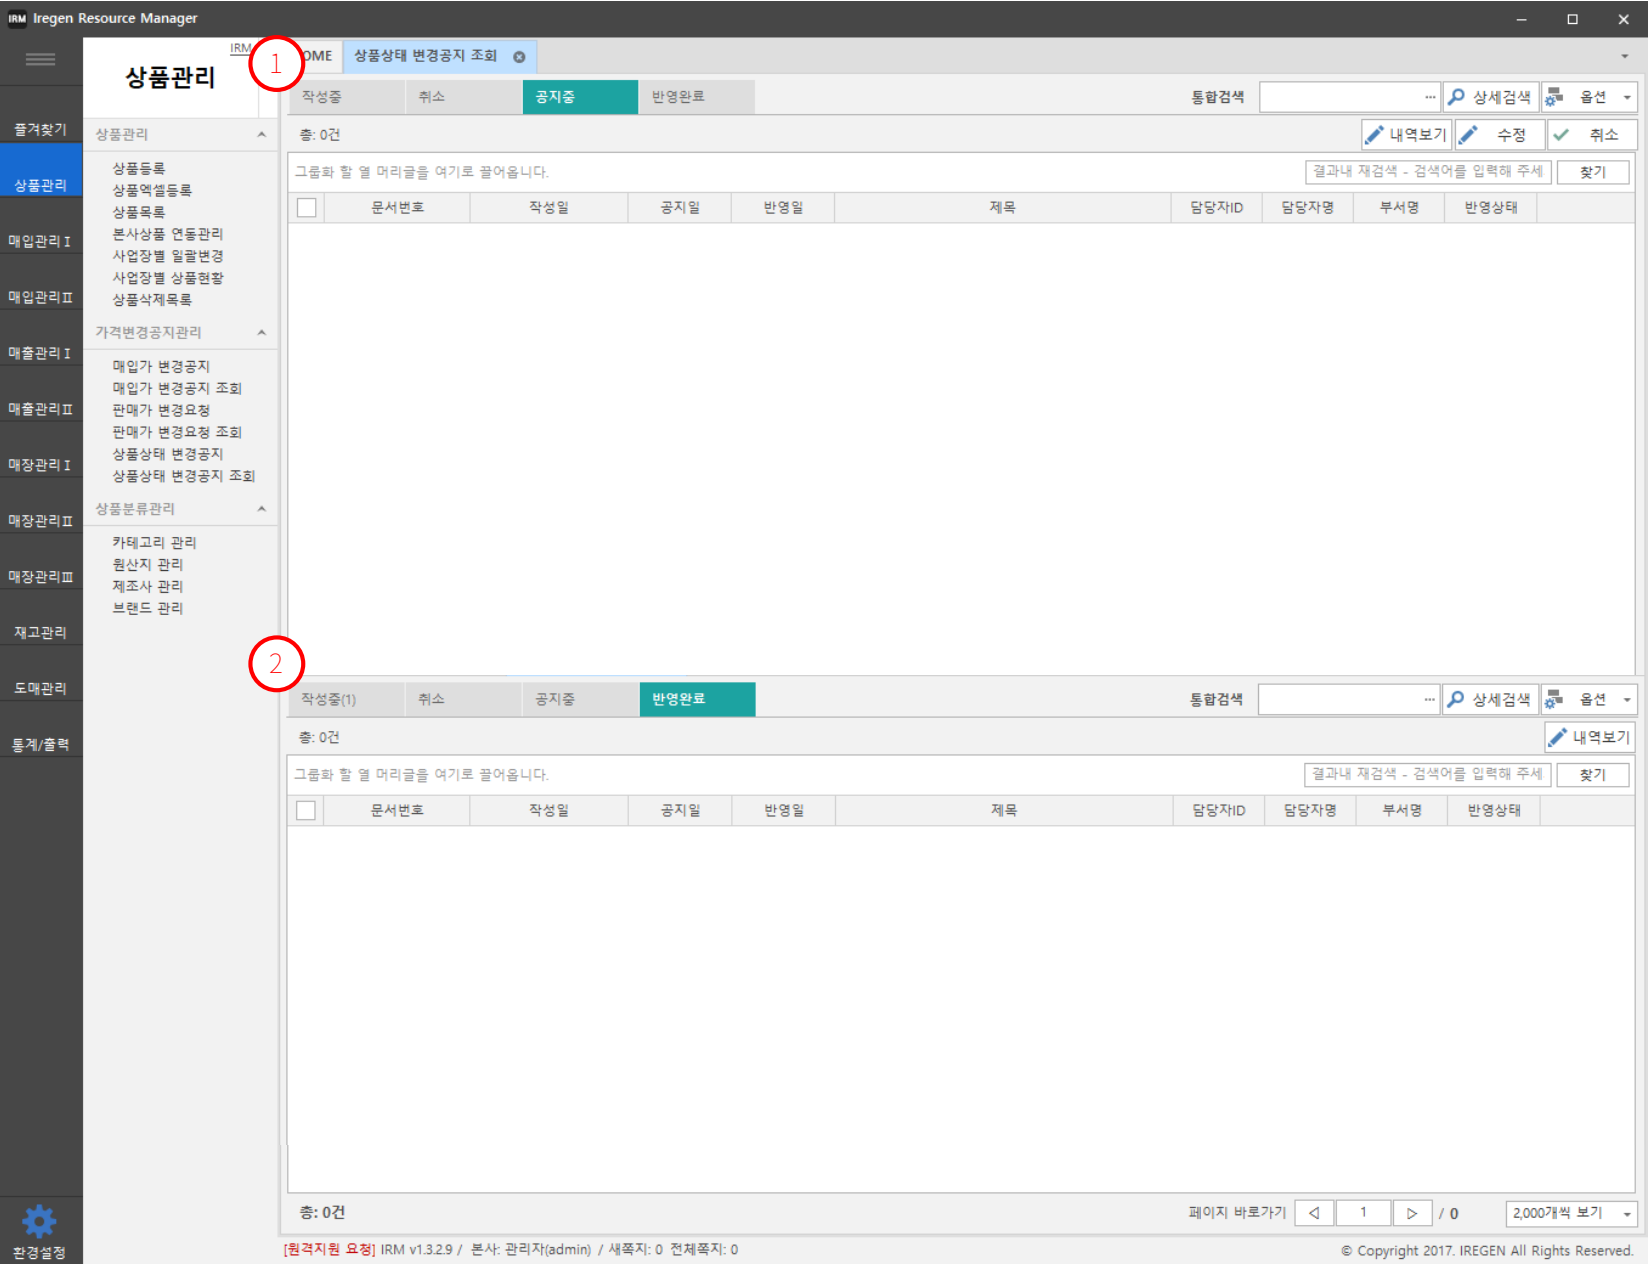 IRM Iregen Resource Manager
IRM
상품관리
즐겨찾기
상품관리
매입관리 I
매입관리 II
매출관리 I
매출관리 II
매장관리 I
매장관리 II
매장관리 III
재고관리
도매관리
통계/출력
환경설정
상품관리
상품등록
상품엑셀등록
상품목록
본사상품 연동관리
사업장별 일괄변경
사업장별 상품현황
상품삭제목록
가격변경공지관리
매입가 변경공지
매입가 변경공지 조회
판매가 변경요청
판매가 변경요청 조회
상품상태 변경공지
상품상태 변경공지 조회
상품분류관리
카테고리 관리
원산지 관리
제조사 관리
브랜드 관리
1
OME 상품상태 변경공지 조회
작성중 취소 공지중 반영완료 통합검색 ... 상세검색 옵션
총: 0건 내역보기 수정 취소
그룹화 할 열 머리글을 여기로 끌어옵니다. 결과내 재검색 - 검색어를 입력해 주세 찾기
문서번호 작성일 공지일 반영일 제목 담당자ID 담당자명 부서명 반영상태
2
작성중(1) 취소 공지중 반영완료 통합검색 ... 상세검색 옵션
총: 0건 내역보기
그룹화 할 열 머리글을 여기로 끌어옵니다. 결과내 재검색 - 검색어를 입력해 주세 찾기
문서번호 작성일 공지일 반영일 제목 담당자ID 담당자명 부서명 반영상태
총: 0건 페이지 바로가기 1 / 0 2,000개씩 보기
[원격지원 요청] IRM v1.3.2.9 / 본사: 관리자(admin) / 새쪽지: 0 전체쪽지: 0 © Copyright 2017. IREGEN All Rights Reserved.